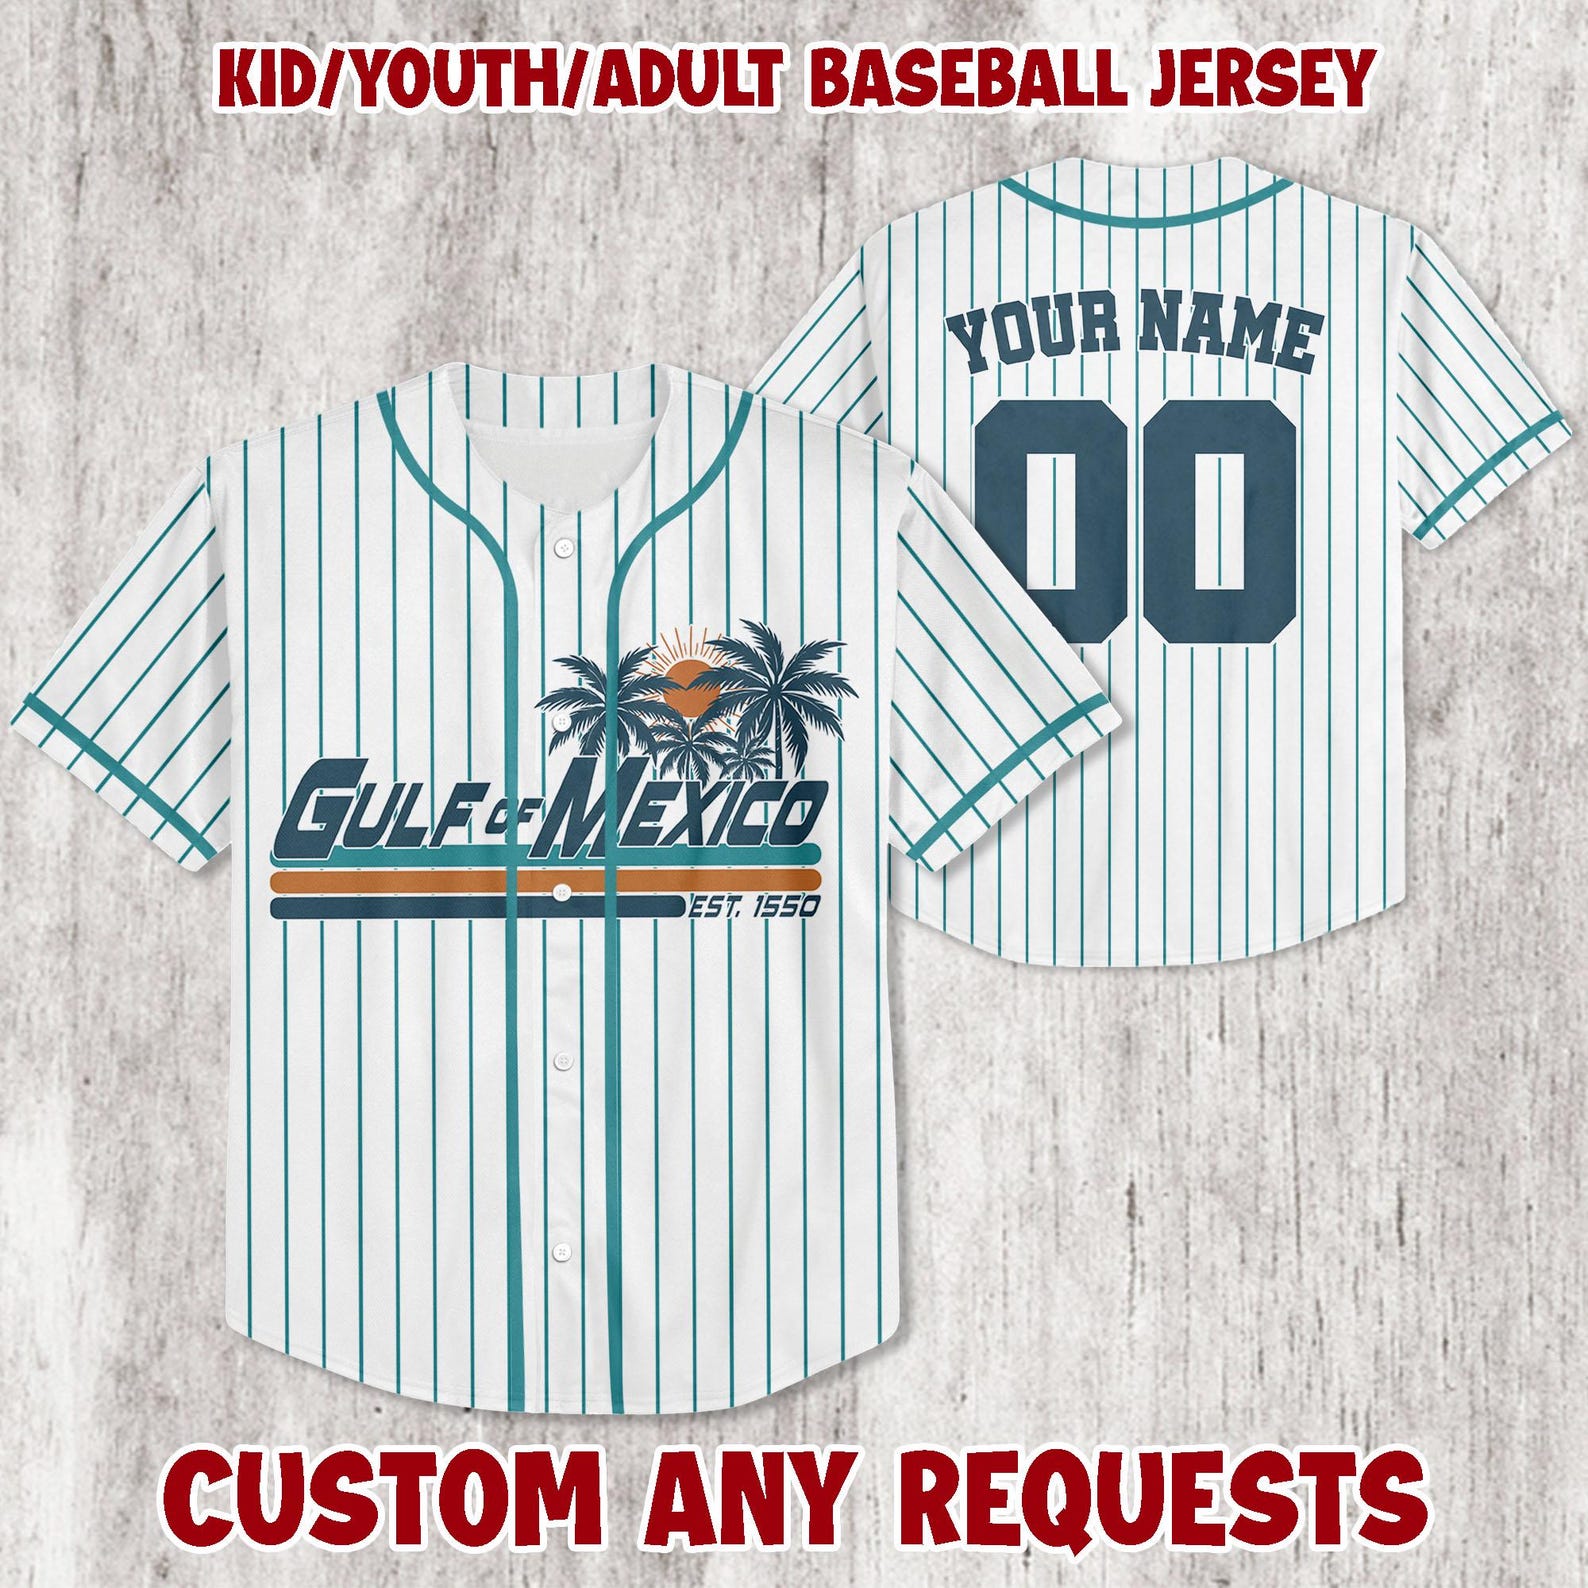 KID/YOUTH/ADULT BASEBALL JERSEY
YOUR NAME
00
GULF OF MEXICO
EST. 1550
CUSTOM ANY REQUESTS